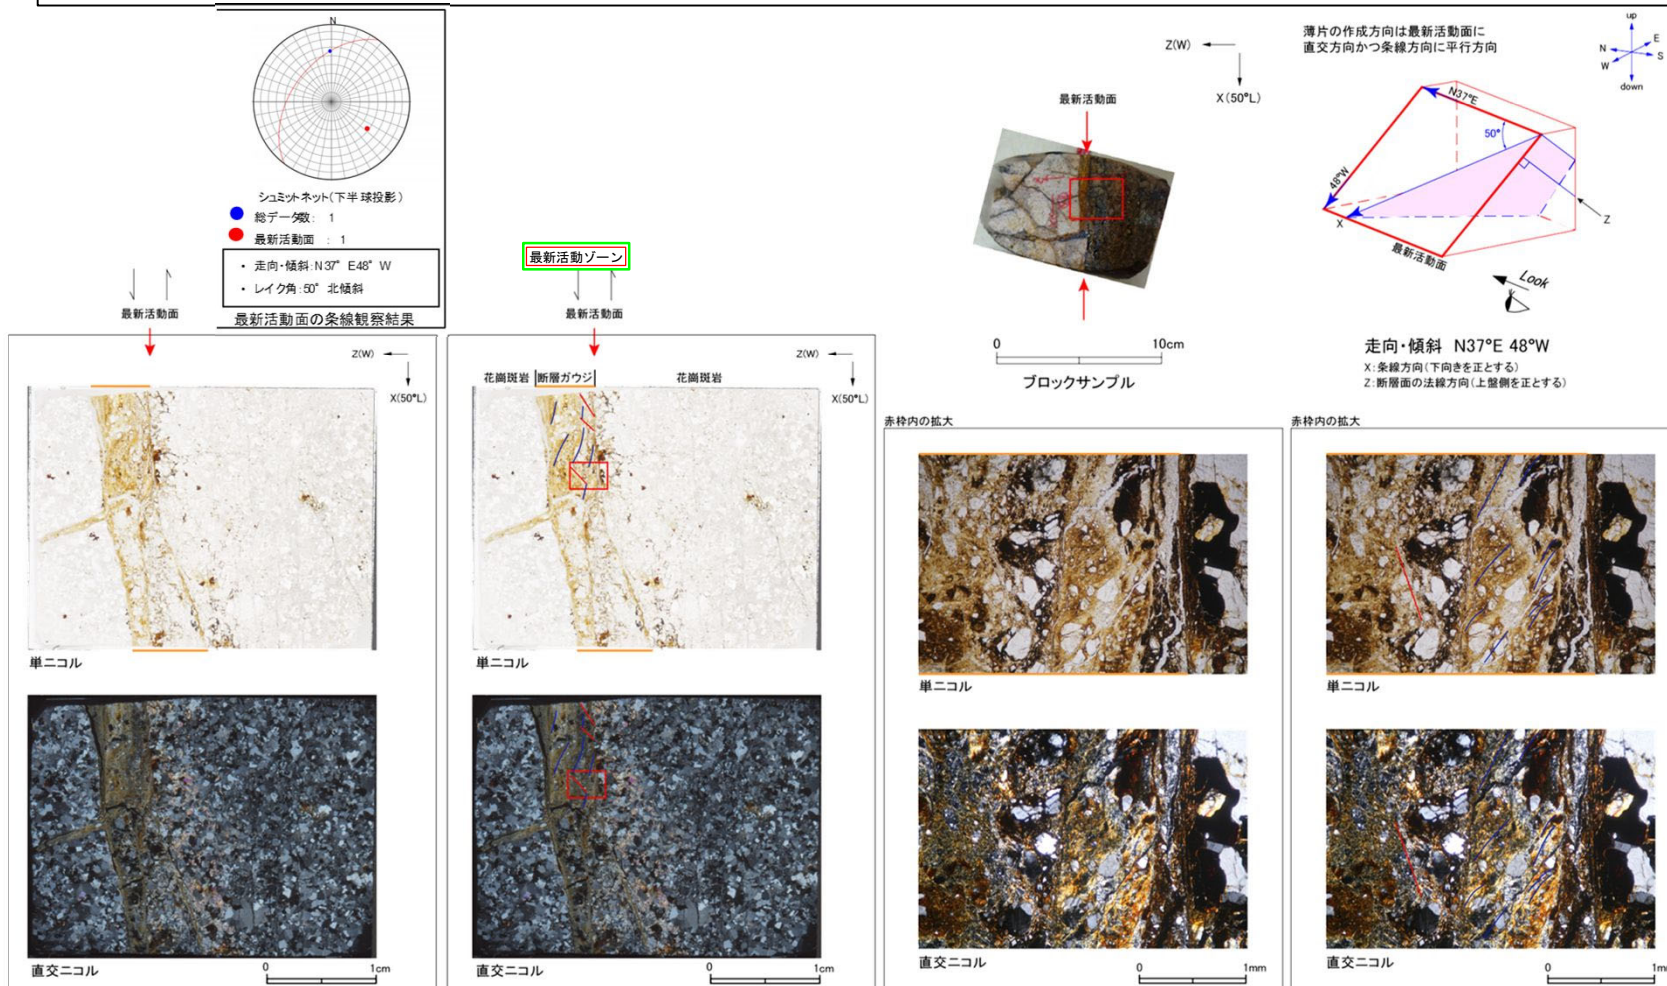 N
シュミットネット(下半球投影)
総データ数: 1
最新活動面 : 1
・ 走向・傾斜:N37° E48° W
・ レイク角:50° 北傾斜
最新活動面の条線観察結果
最新活動面
Z(W)
X(50°L)
単ニコル
直交ニコル
0 1cm
最新活動ゾーン
最新活動面
Z(W)
X(50°L)
花崗斑岩
断層ガウジ
花崗斑岩
単ニコル
直交ニコル
0 1cm
Z(W)
X(50°L)
最新活動面
0 10cm
ブロックサンプル
薄片の作成方向は最新活動面に
直交方向かつ条線方向に平行方向
up
N
E
W
S
down
N37°E
50°
48°W
X
Z
最新活動面
Look
走向・傾斜 N37°E 48°W
X:条線方向(下向きを正とする)
Z:断層面の法線方向(上盤側を正とする)
赤枠内の拡大
単ニコル
直交ニコル
0 1mm
赤枠内の拡大
単ニコル
直交ニコル
0